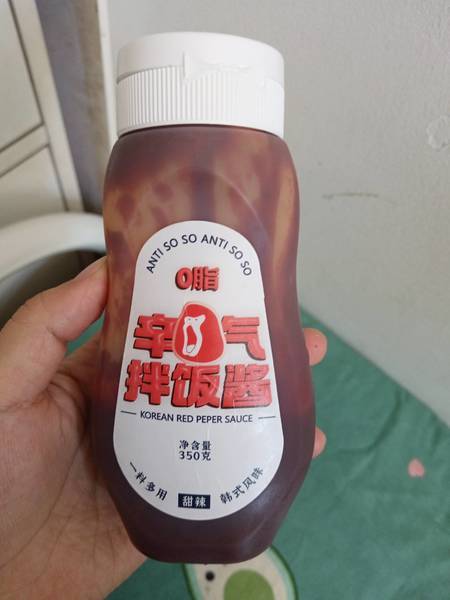 ANTI SO SO ANTI SO SO
0脂
辛气
拌饭酱
KOREAN RED PEPER SAUCE
净含量
350克
一料多用
甜辣
韩式风味